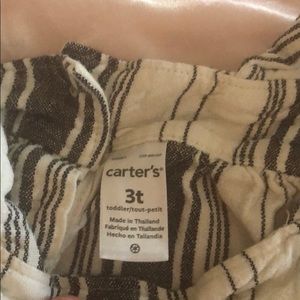 carter's®
3t
toddler/tout-petit
Made in Thailand
Fabriqué en Thaïlande
Hecho en Tailandia